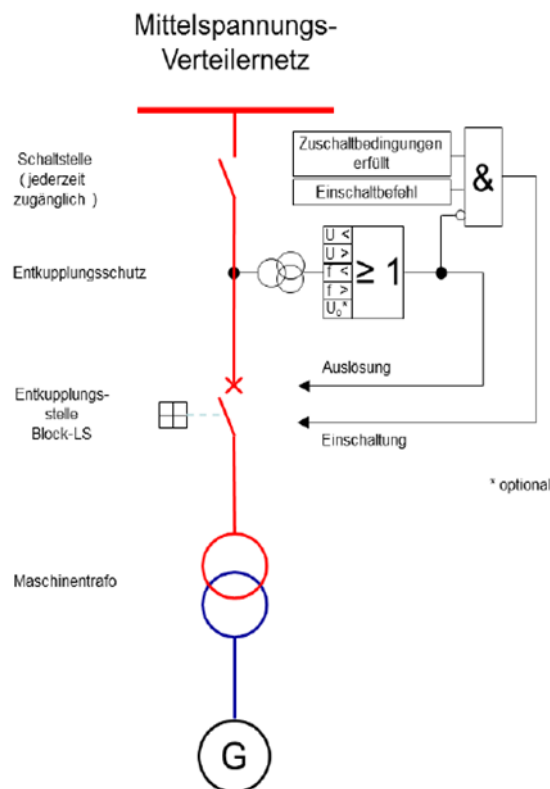 Mittelspannungs-
Verteilernetz
Schaltstelle
( jederzeit
zugänglich )
Zuschaltbedingungen
erfüllt
Einschaltbefehl
&
Entkupplungsschutz
U <
U >
f <
f >
U₀*
≥ 1
Auslösung
Entkupplungs-
stelle
Block-LS
Einschaltung
* optional
Maschinentrafo
G